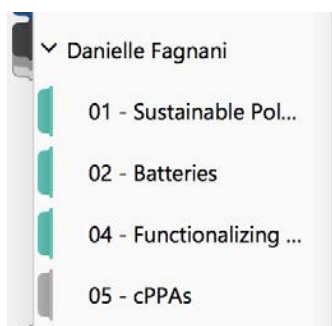 Danielle Fagnani
01 - Sustainable Pol...
02 - Batteries
04 - Functionalizing ...
05 - cPPAs